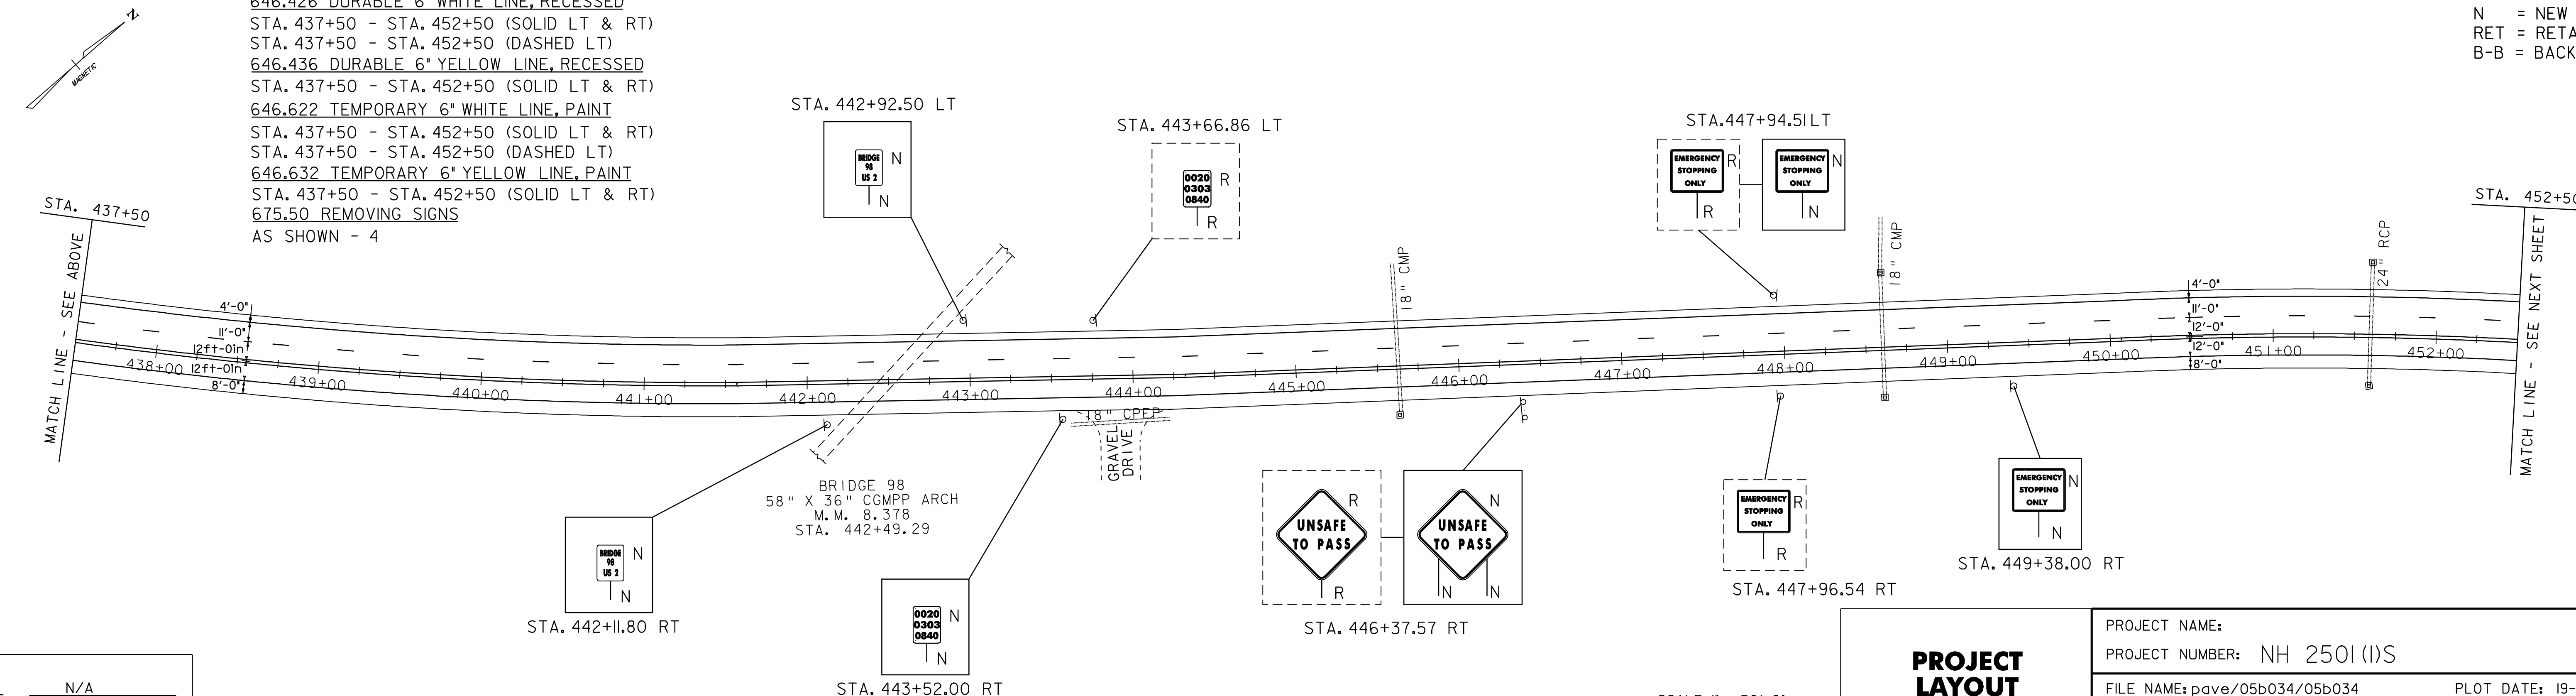 N
MAGNETIC
646.426 DURABLE 6" WHITE LINE, RECESSED
STA. 437+50 - STA. 452+50 (SOLID LT & RT)
STA. 437+50 - STA. 452+50 (DASHED LT)
646.436 DURABLE 6" YELLOW LINE, RECESSED
STA. 437+50 - STA. 452+50 (SOLID LT & RT)
646.622 TEMPORARY 6" WHITE LINE, PAINT
STA. 437+50 - STA. 452+50 (SOLID LT & RT)
STA. 437+50 - STA. 452+50 (DASHED LT)
646.632 TEMPORARY 6" YELLOW LINE, PAINT
STA. 437+50 - STA. 452+50 (SOLID LT & RT)
675.50 REMOVING SIGNS
AS SHOWN - 4
N = NEW
RET = RETA
B-B = BACK
STA. 442+92.50 LT
BRIDGE
98
US 2
N
N
STA. 443+66.86 LT
0020
0303
0840
R
R
STA.447+94.51LT
EMERGENCY
STOPPING
ONLY
R
R
EMERGENCY
STOPPING
ONLY
N
N
STA. 437+50
MATCH LINE - SEE ABOVE
STA. 452+50
MATCH LINE - SEE NEXT SHEET
18" CMP
18" CMP
24" RCP
4'-0"
11'-0"
12ft-01n
12ft-01n
8'-0"
4'-0"
11'-0"
12'-0"
12'-0"
8'-0"
438+00
439+00
440+00
441+00
442+00
443+00
444+00
445+00
446+00
447+00
448+00
449+00
450+00
451+00
452+00
18" CPEP
GRAVEL
DRIVE
BRIDGE 98
58" X 36" CGMPP ARCH
M.M. 8.378
STA. 442+49.29
BRIDGE
98
US 2
N
N
STA. 442+11.80 RT
0020
0303
0840
N
N
STA. 443+52.00 RT
UNSAFE
TO PASS
R
R
UNSAFE
TO PASS
N
N
N
STA. 446+37.57 RT
EMERGENCY
STOPPING
ONLY
R
R
STA. 447+96.54 RT
EMERGENCY
STOPPING
ONLY
N
N
STA. 449+38.00 RT
N/A
PROJECT
LAYOUT
PROJECT NAME:
PROJECT NUMBER: NH 2501(1)S
FILE NAME: pave/05b034/05b034
PLOT DATE: 19-